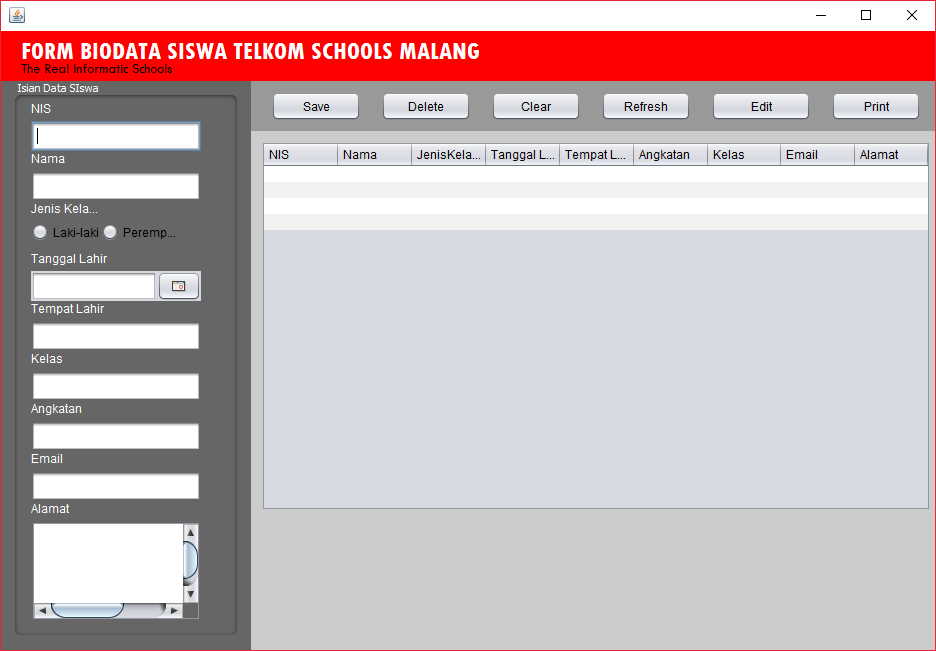 FORM BIODATA SISWA TELKOM SCHOOLS MALANG
The Real Informatic Schools
Isian Data SIswa
NIS
Nama
Jenis Kela...
Laki-laki Peremp...
Tanggal Lahir
Tempat Lahir
Kelas
Angkatan
Email
Alamat
Save Delete Clear Refresh Edit Print
NIS Nama JenisKela... Tanggal L... Tempat L... Angkatan Kelas Email Alamat